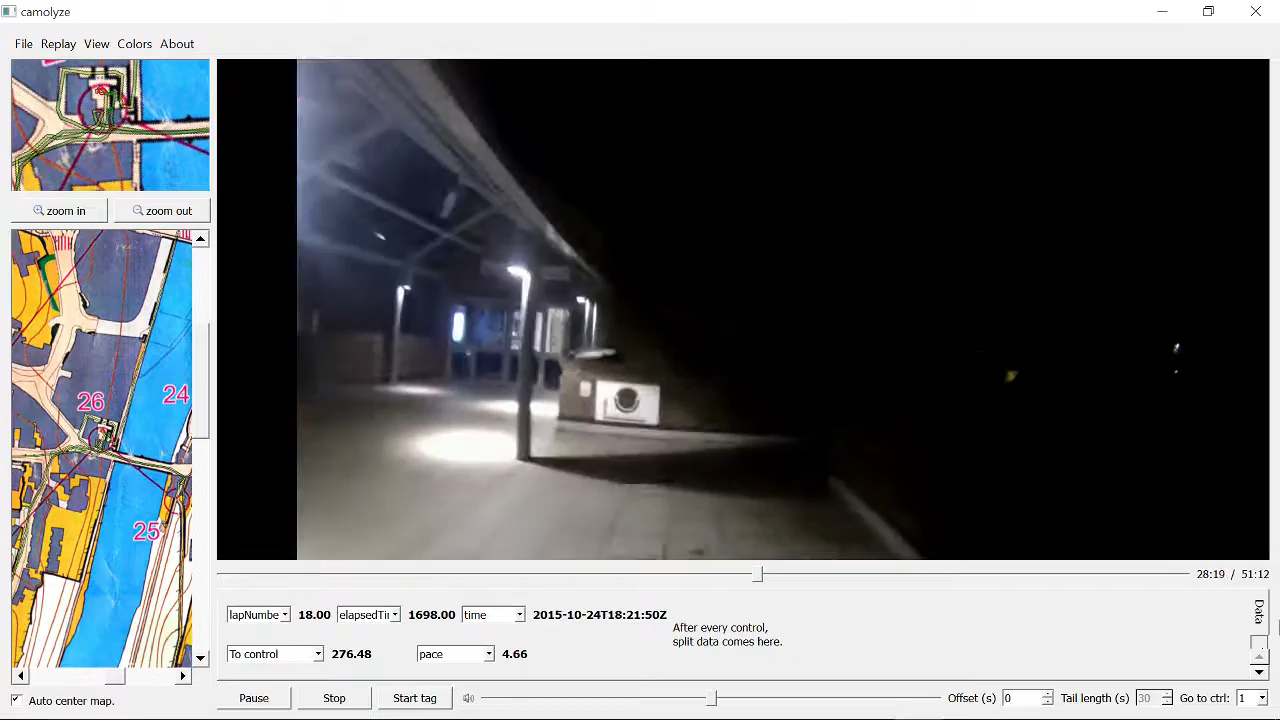 camolyze
File Replay View Colors About
zoom in zoom out
26
24
25
28:19 / 51:12
lapNumbe 18.00 elapsedTii 1698.00 time 2015-10-24T18:21:50Z
After every control,
split data comes here.
To control 276.48 pace 4.66
Data
Auto center map.
Pause Stop Start tag Offset (s) 0 Tail length (s) 30 Go to ctrl: 1